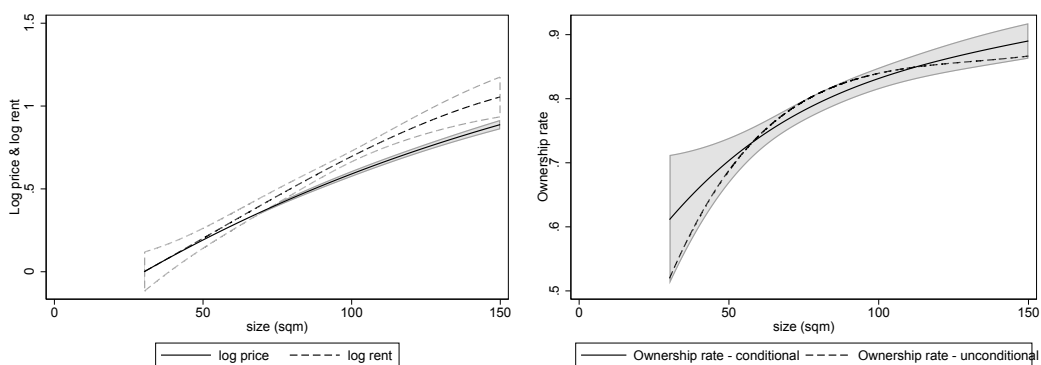 Log price & log rent
1.5
1
.5
0
0
50
100
150
size (sqm)
log price
log rent
Ownership rate
.9
.8
.7
.6
.5
0
50
100
150
size (sqm)
Ownership rate - conditional
Ownership rate - unconditional